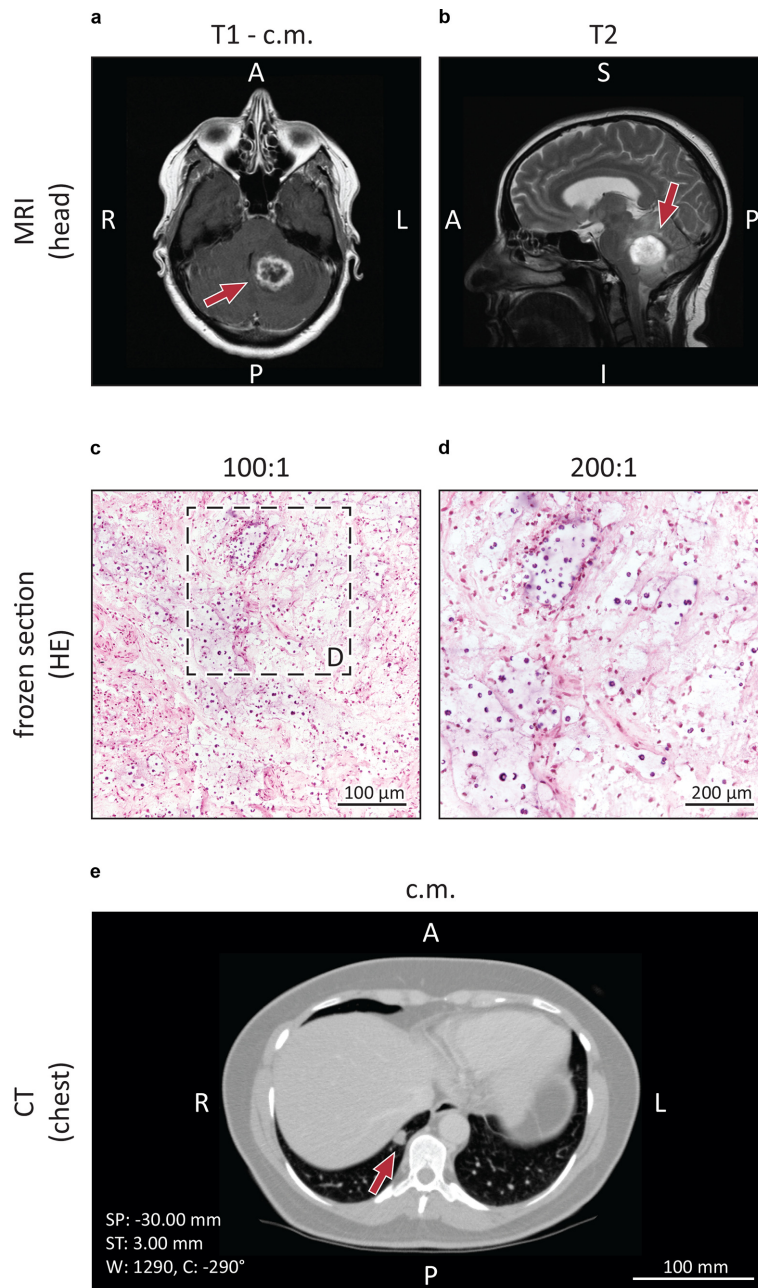 a
b
T1 - c.m.
T2
MRI
(head)
A
R
L
P
S
A
P
I
c
d
100:1
200:1
frozen section
(HE)
D
100 µm
200 µm
e
c.m.
CT
(chest)
A
R
L
P
SP: -30.00 mm
ST: 3.00 mm
W: 1290, C: -290°
100 mm